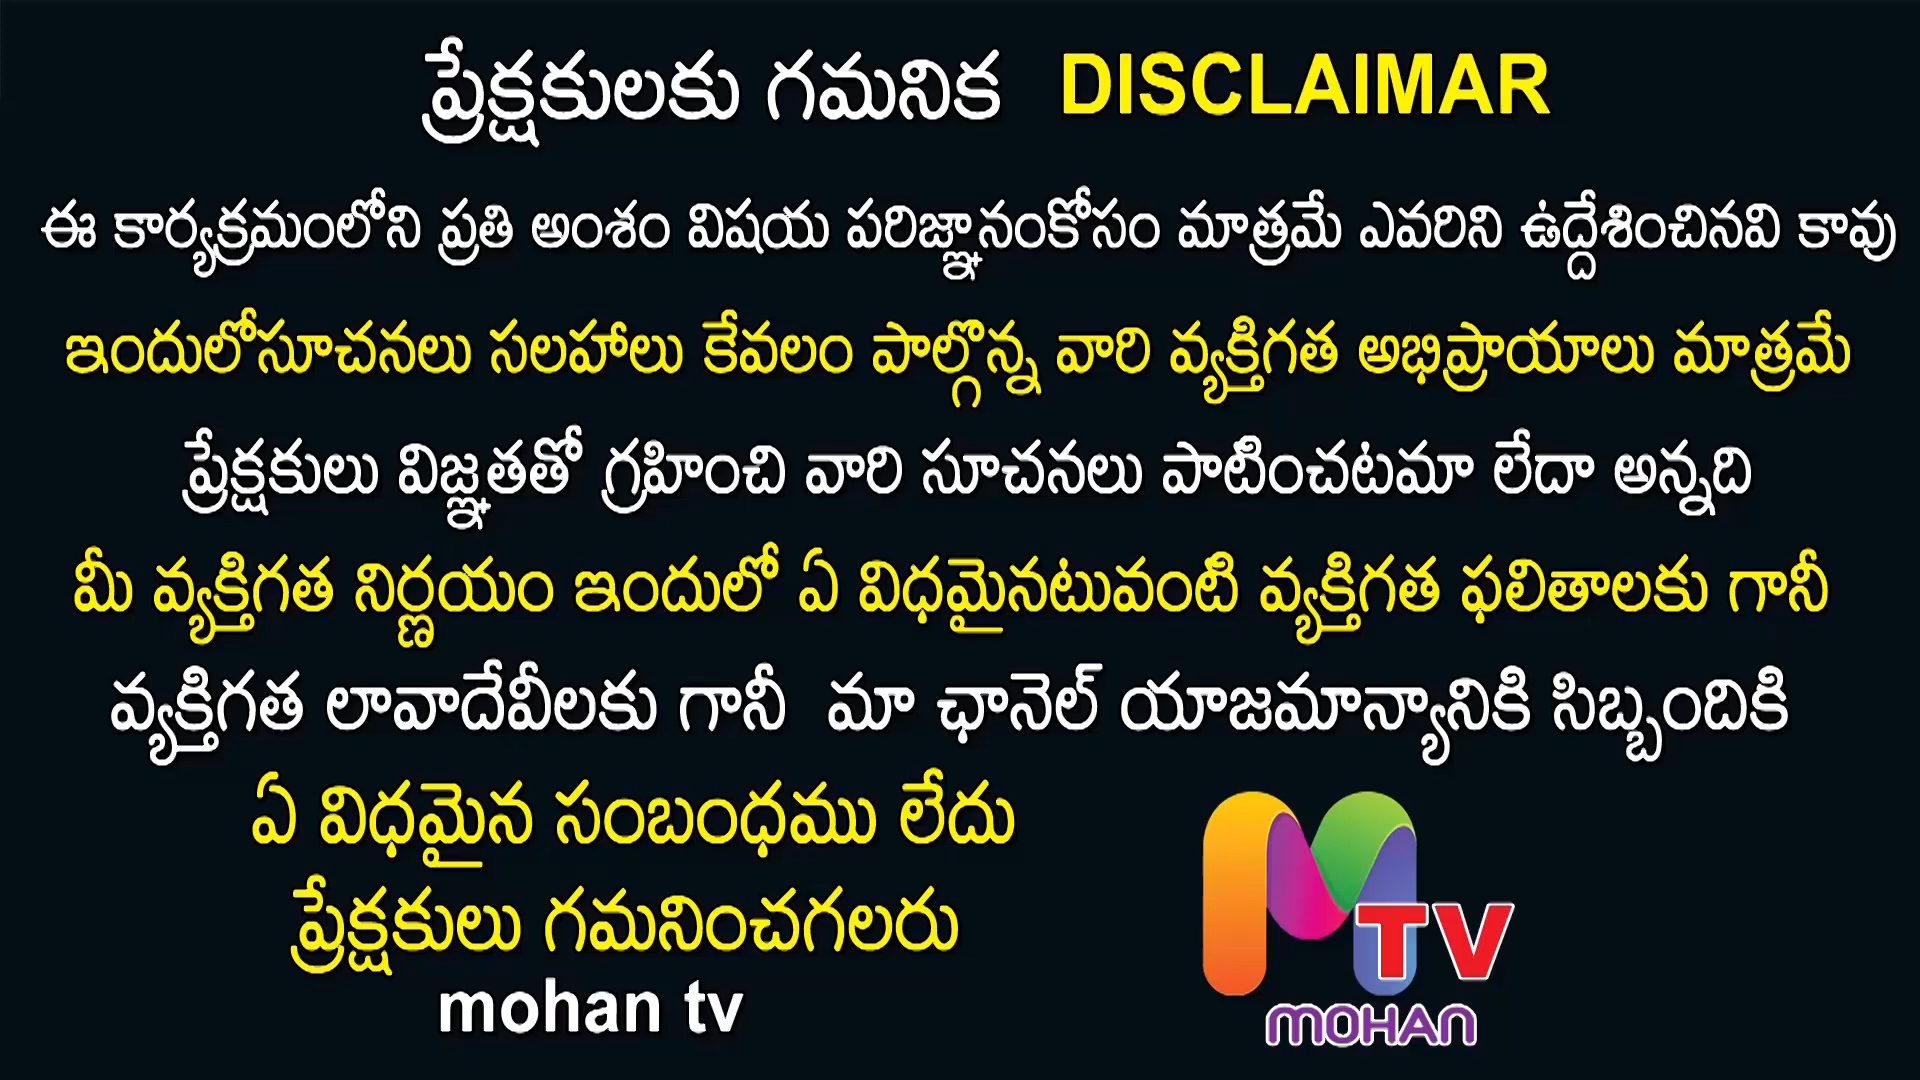 ప్రేక్షకులకు గమనిక DISCLAIMAR
ఈ కార్యక్రమంలోని ప్రతి అంశం విషయ పరిజ్ఞానంకోసం మాత్రమే ఎవరిని ఉద్దేశించినవి కావు
ఇందులోసూచనలు సలహాలు కేవలం పాల్గొన్న వారి వ్యక్తిగత అభిప్రాయాలు మాత్రమే
ప్రేక్షకులు విజ్ఞతతో గ్రహించి వారి సూచనలు పాటించటమా లేదా అన్నది
మీ వ్యక్తిగత నిర్ణయం ఇందులో ఏ విధమైనటువంటి వ్యక్తిగత ఫలితాలకు గానీ
వ్యక్తిగత లావాదేవీలకు గానీ మా ఛానెల్ యాజమాన్యానికి సిబ్బందికి
ఏ విధమైన సంబంధము లేదు
ప్రేక్షకులు గమనించగలరు
mohan tv
MTV
MOHAN